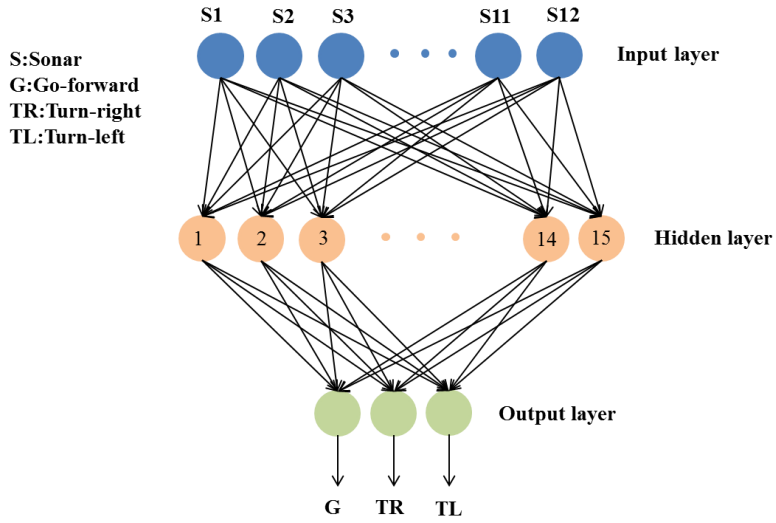 S1 S2 S3 S11 S12
S:Sonar
G:Go-forward
TR:Turn-right
TL:Turn-left
Input layer
1 2 3 14 15
Hidden layer
Output layer
G TR TL